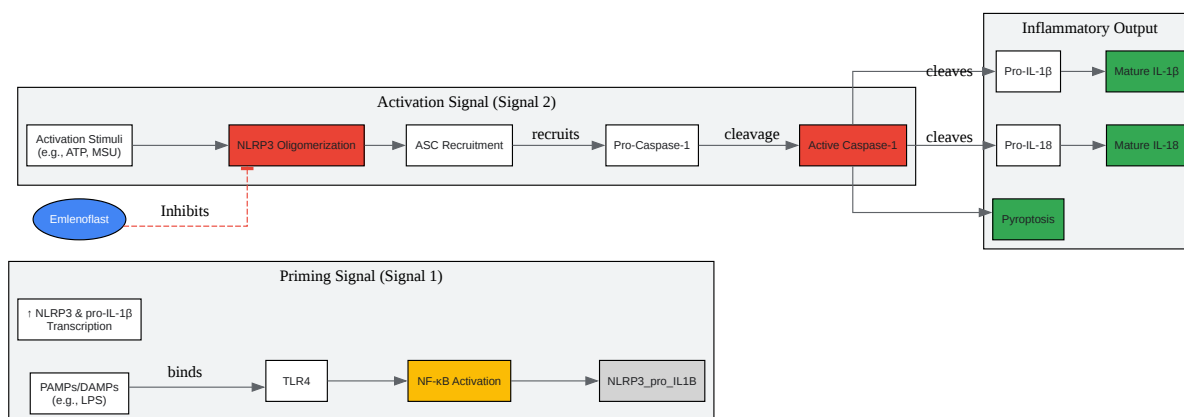 Inflammatory Output
cleaves
Pro-IL-1β
Mature IL-1β
Activation Signal (Signal 2)
Activation Stimuli
(e.g., ATP, MSU)
NLRP3 Oligomerization
ASC Recruitment
recruits
Pro-Caspase-1
cleavage
Active Caspase-1
cleaves
Pro-IL-18
Mature IL-18
Emlenoflast
Inhibits
Pyroptosis
Priming Signal (Signal 1)
↑ NLRP3 & pro-IL-1β
Transcription
PAMPs/DAMPs
(e.g., LPS)
binds
TLR4
NF-κB Activation
NLRP3_pro_IL1B